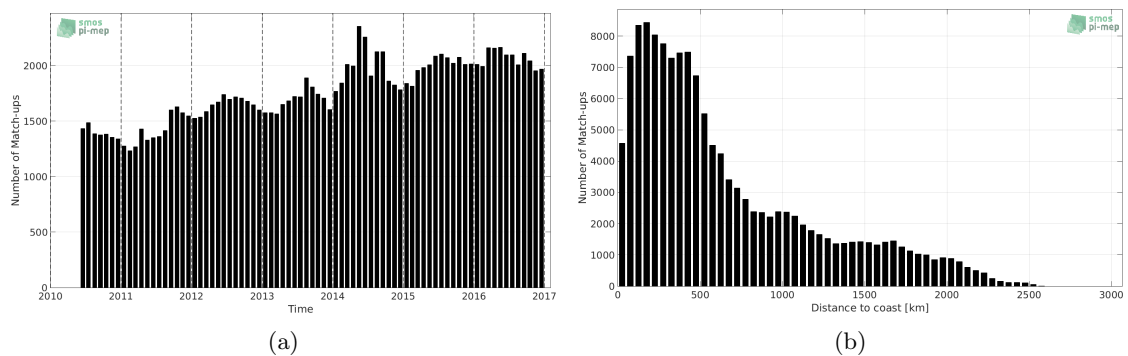 smos
pi-mep
Number of Match-ups
2000
1500
1000
500
0
2010 2011 2012 2013 2014 2015 2016 2017
Time
(a)
smos
pi-mep
Number of Match-ups
8000
7000
6000
5000
4000
3000
2000
1000
0
0 500 1000 1500 2000 2500 3000
Distance to coast [km]
(b)